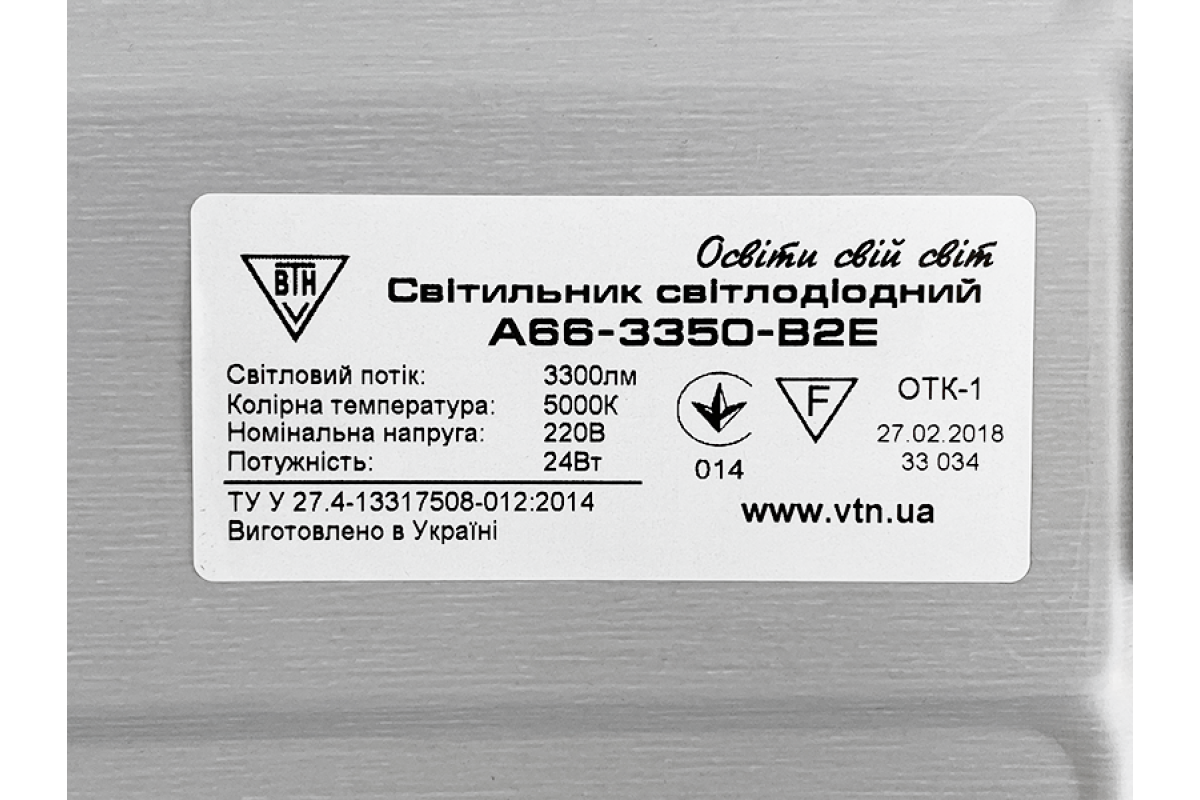 Освіти свій світ
ВТН
V
Світильник світлодіодний
А66-3350-В2Е
Світловий потік: 3300лм
Колірна температура: 5000К
Номінальна напруга: 220В
Потужність: 24Вт
014
F
ОТК-1
27.02.2018
33 034
ТУ У 27.4-13317508-012:2014
Виготовлено в Україні
www.vtn.ua